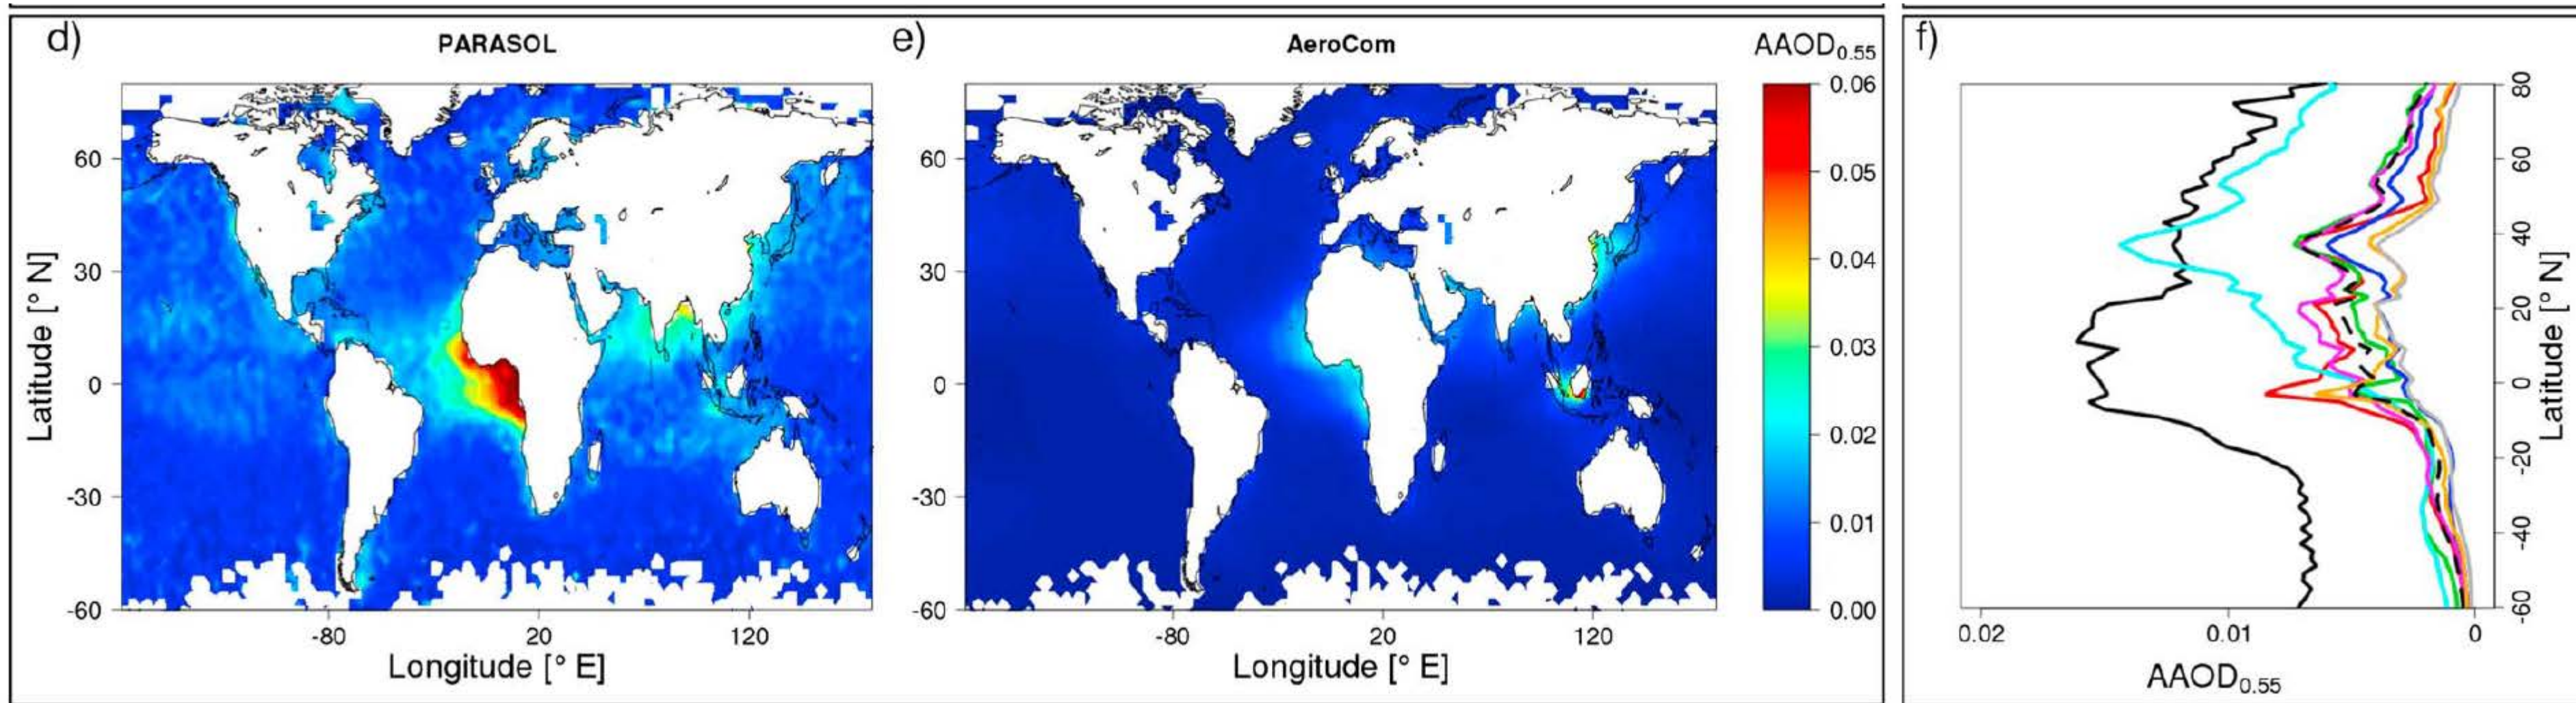 d)
PARASOL
60
30
0
-30
-60
Latitude [° N]
-80 20 120
Longitude [° E]
e)
AeroCom
60
30
0
-30
-60
-80 20 120
Longitude [° E]
AAOD0.55
0.06
0.05
0.04
0.03
0.02
0.01
0.00
f)
80
60
40
20
0
-20
-40
-60
Latitude [° N]
0.02 0.01 0
AAOD0.55